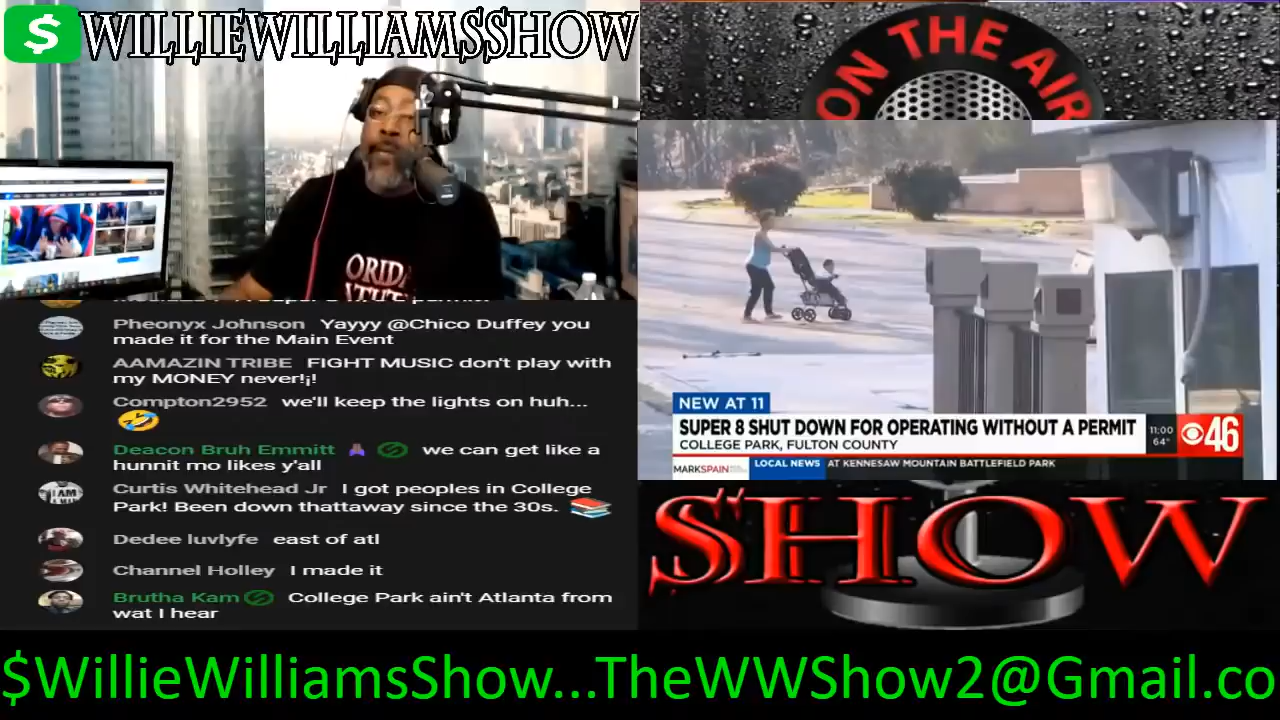 $ WILLIEWILLIAMSSHOW
ON THE AIR
ORID
ATHT
Pheonyx Johnson Yayyy @Chico Duffey you
made it for the Main Event
AAMAZIN TRIBE FIGHT MUSIC don't play with
my MONEY never!¡!
Compton2952 we'll keep the lights on huh...
🤣
Deacon Bruh Emmitt we can get like a
hunnit mo likes y'all
Curtis Whitehead Jr I got peoples in College
Park! Been down thattaway since the 30s. 📚
Dedee luvlyfe east of atl
Channel Holley I made it
Brutha Kam College Park ain't Atlanta from
wat I hear
I AM
NEW AT 11
SUPER 8 SHUT DOWN FOR OPERATING WITHOUT A PERMIT
COLLEGE PARK, FULTON COUNTY
11:00
64°
46
MARKSPAIN
LOCAL NEWS AT KENNESAW MOUNTAIN BATTLEFIELD PARK
SHOW
$WillieWilliamsShow...TheWWShow2@Gmail.co